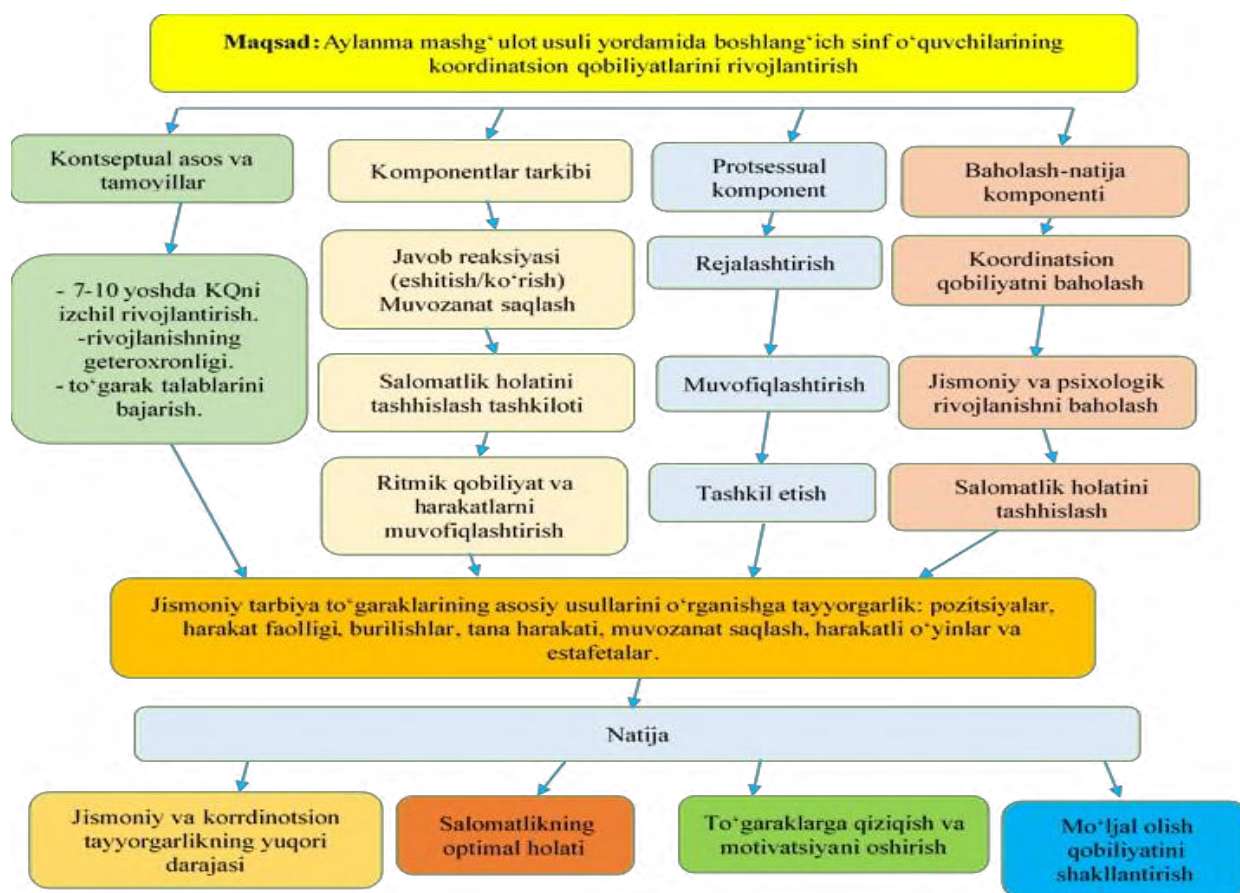 Maqsad: Aylanma mashg‘ ulot usuli yordamida boshlang‘ich sinf o‘quvchilarining
koordinatsion qobiliyatlarini rivojlantirish
Kontseptual asos va
tamoyillar
Komponentlar tarkibi
Protsessual
komponent
Baholash-natija
komponenti
- 7-10 yoshda KQni
izchil rivojlantirish.
-rivojlanishning
geteroxronligi.
- to‘garak talablarini
bajarish.
Javob reaksiyasi
(eshitish/ko‘rish)
Muvozanat saqlash
Rejalashtirish
Koordinatsion
qobiliyatni baholash
Salomatlik holatini
tashhislash tashkiloti
Muvofiqlashtirish
Jismoniy va psixologik
rivojlanishni baholash
Ritmik qobiliyat va
harakatlarni
muvofiqlashtirish
Tashkil etish
Salomatlik holatini
tashhislash
Jismoniy tarbiya to‘garaklarining asosiy usullarini o‘rganishga tayyorgarlik: pozitsiyalar,
harakat faolligi, burilishlar, tana harakati, muvozanat saqlash, harakatli o‘yinlar va
estafetalar.
Natija
Jismoniy va korrdinotsion
tayyorgarlikning yuqori
darajasi
Salomatlikning
optimal holati
To‘garaklarga qiziqish va
motivatsiyani oshirish
Mo‘ljal olish
qobiliyatini
shakllantirish